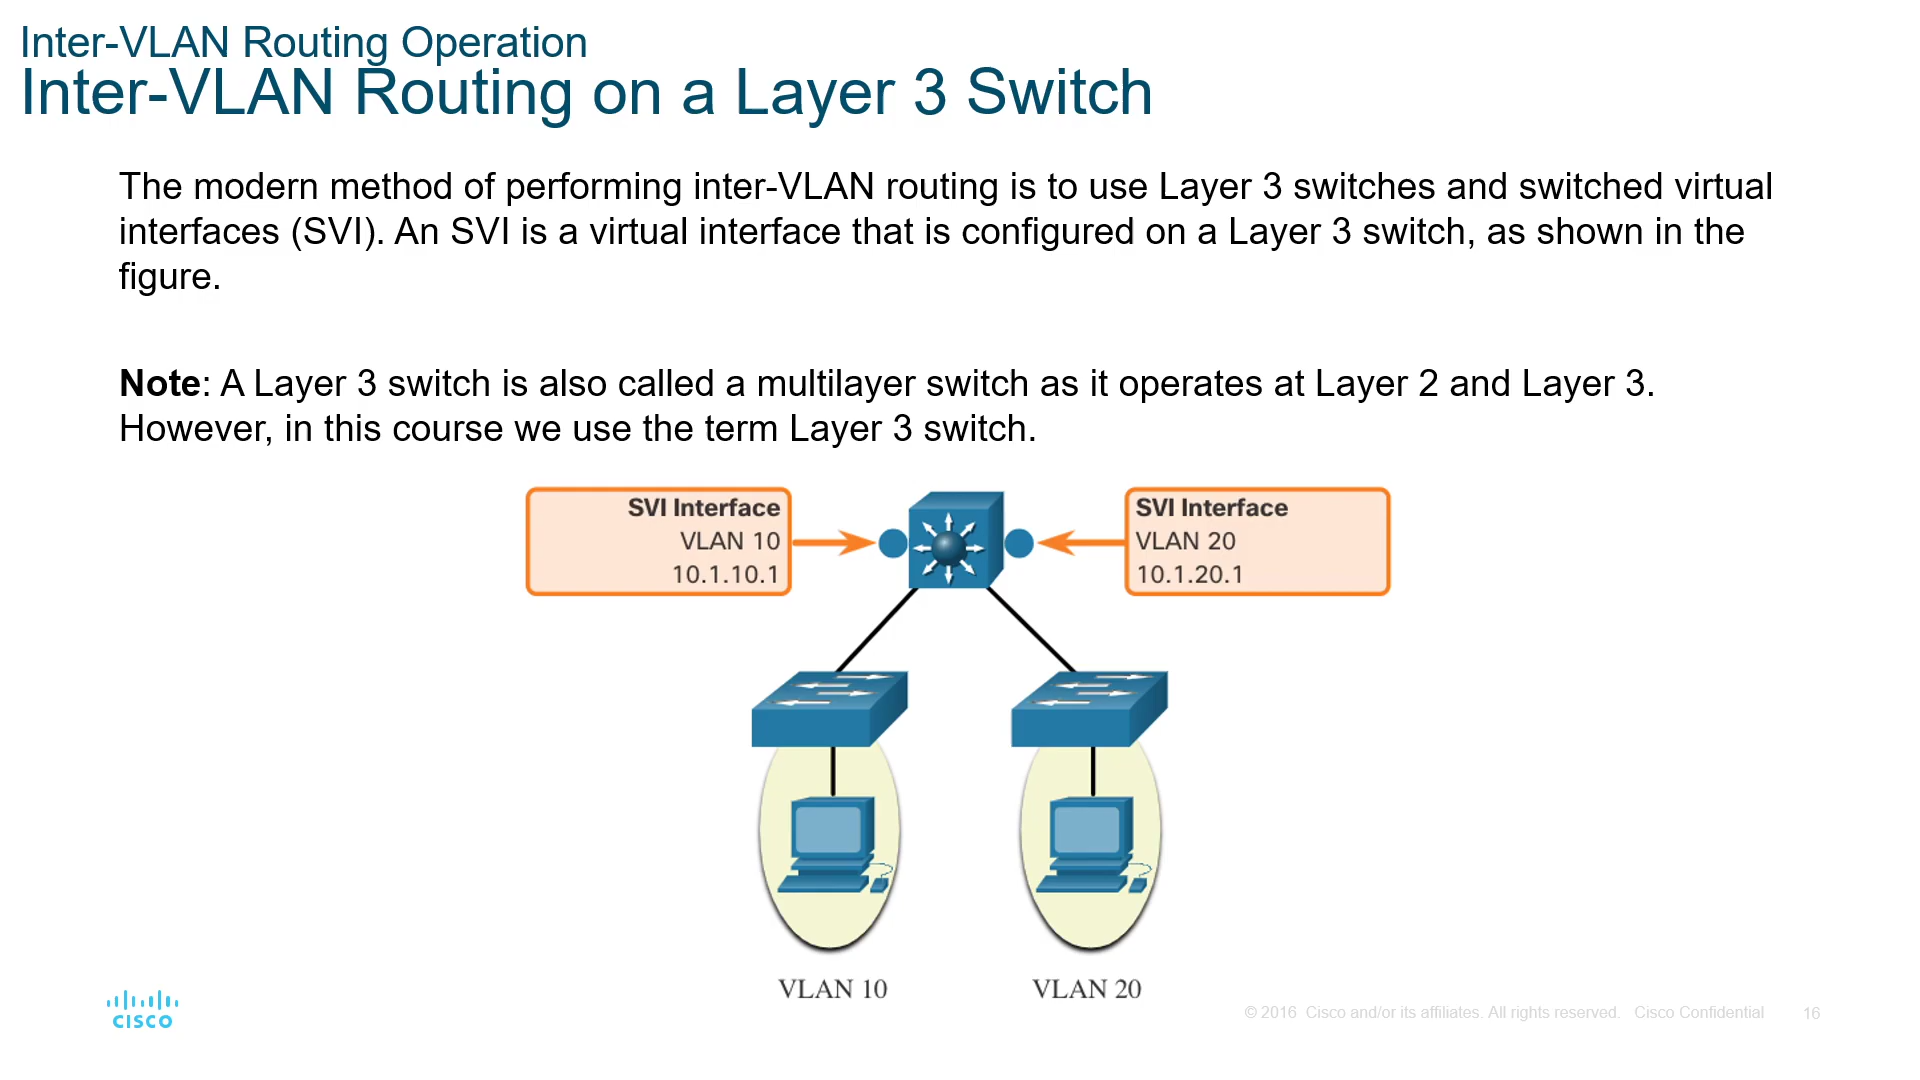 Inter-VLAN Routing Operation
Inter-VLAN Routing on a Layer 3 Switch
The modern method of performing inter-VLAN routing is to use Layer 3 switches and switched virtual
interfaces (SVI). An SVI is a virtual interface that is configured on a Layer 3 switch, as shown in the
figure.
Note: A Layer 3 switch is also called a multilayer switch as it operates at Layer 2 and Layer 3.
However, in this course we use the term Layer 3 switch.
SVI Interface
VLAN 10
10.1.10.1
SVI Interface
VLAN 20
10.1.20.1
VLAN 10
VLAN 20
CISCO
© 2016 Cisco and/or its affiliates. All rights reserved. Cisco Confidential
16